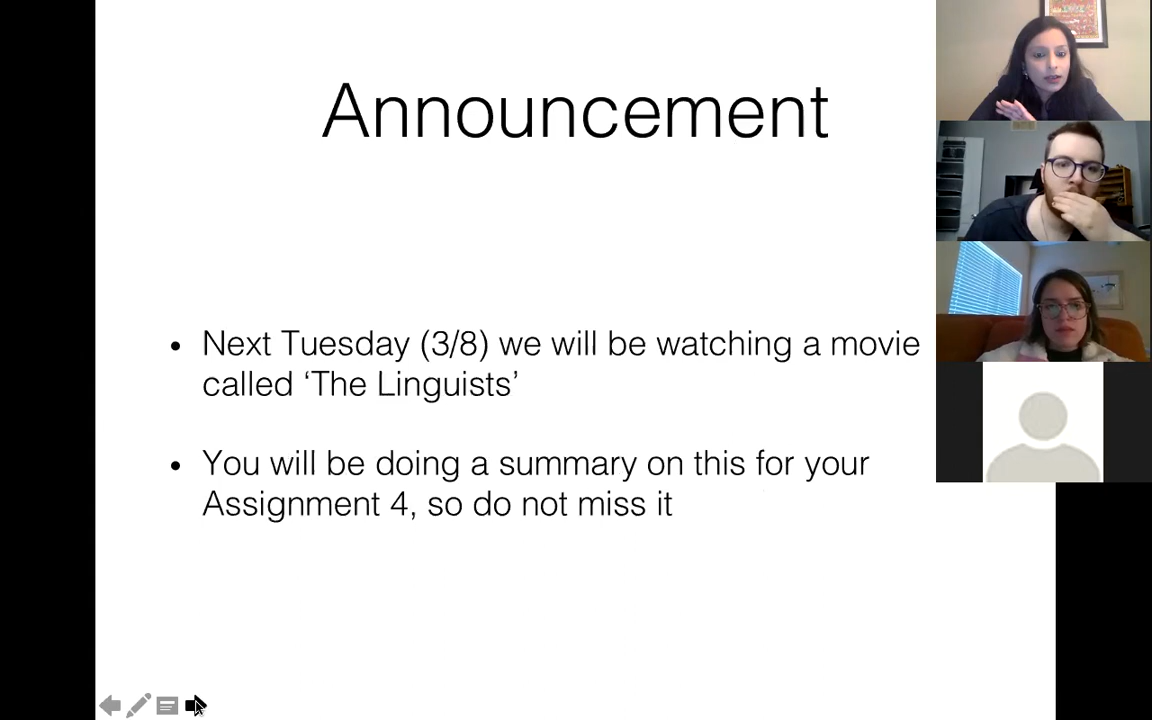 Announcement
• Next Tuesday (3/8) we will be watching a movie
called ‘The Linguists’
• You will be doing a summary on this for your
Assignment 4, so do not miss it